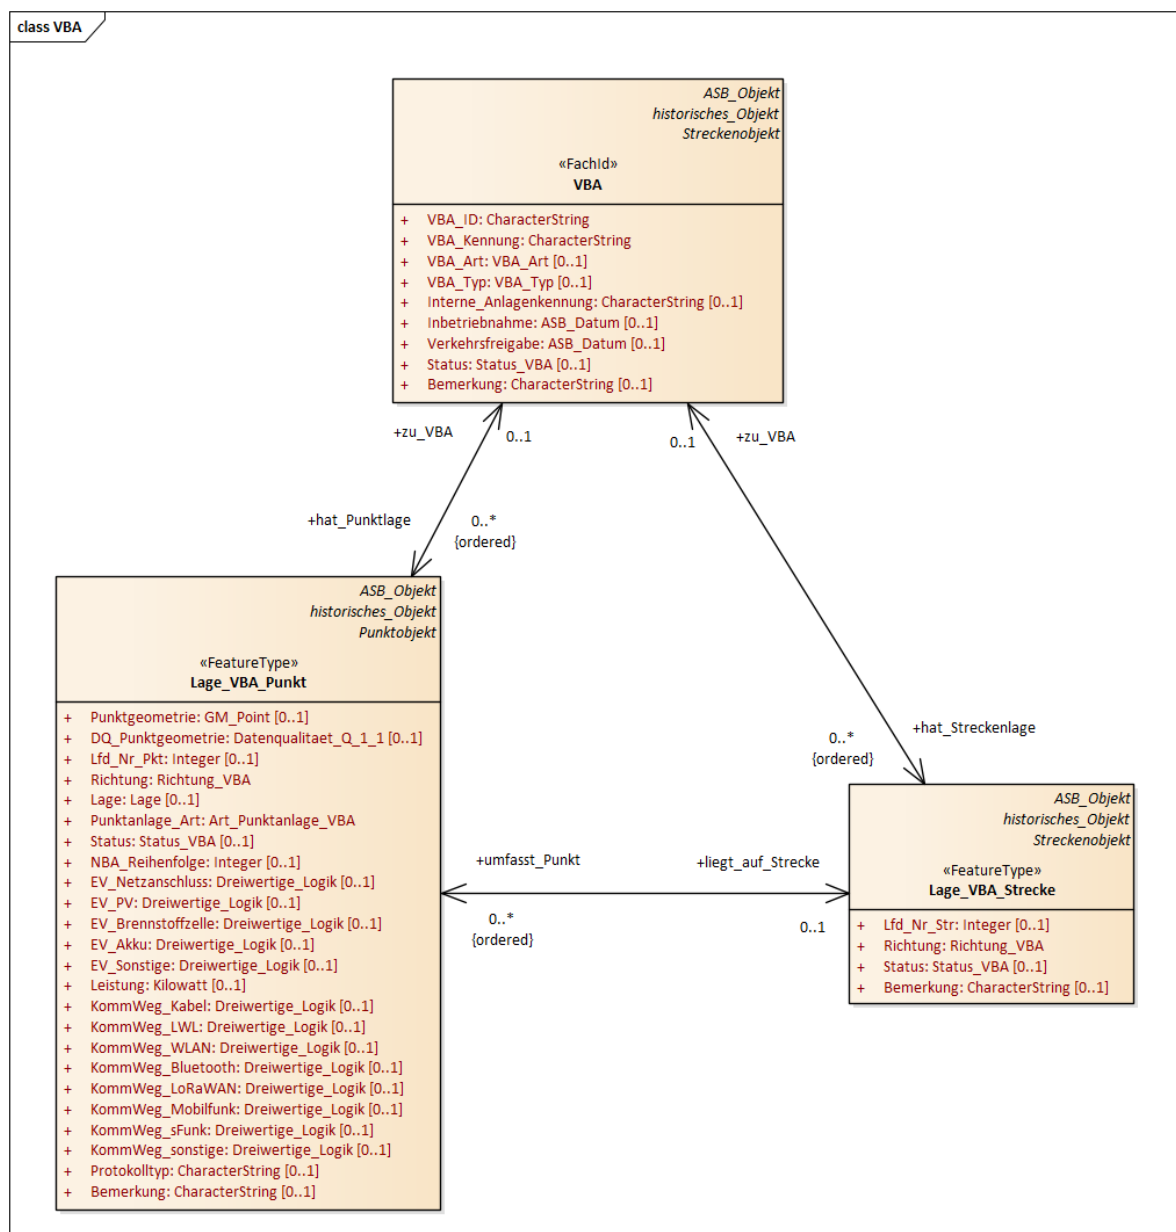 class VBA
ASB_Objekt
historisches_Objekt
Streckenobjekt
«FachId»
VBA
+ VBA_ID: CharacterString
+ VBA_Kennung: CharacterString
+ VBA_Art: VBA_Art [0..1]
+ VBA_Typ: VBA_Typ [0..1]
+ Interne_Anlagenkennung: CharacterString [0..1]
+ Inbetriebnahme: ASB_Datum [0..1]
+ Verkehrsfreigabe: ASB_Datum [0..1]
+ Status: Status_VBA [0..1]
+ Bemerkung: CharacterString [0..1]
+zu_VBA
0..1
0..1
+zu_VBA
+hat_Punktlage
0..*
{ordered}
+hat_Streckenlage
0..*
{ordered}
ASB_Objekt
historisches_Objekt
Punktobjekt
«FeatureType»
Lage_VBA_Punkt
+ Punktgeometrie: GM_Point [0..1]
+ DQ_Punktgeometrie: Datenqualitaet_Q_1_1 [0..1]
+ Lfd_Nr_Pkt: Integer [0..1]
+ Richtung: Richtung_VBA
+ Lage: Lage [0..1]
+ Punktanlage_Art: Art_Punktanlage_VBA
+ Status: Status_VBA [0..1]
+ NBA_Reihenfolge: Integer [0..1]
+ EV_Netzanschluss: Dreiwertige_Logik [0..1]
+ EV_PV: Dreiwertige_Logik [0..1]
+ EV_Brennstoffzelle: Dreiwertige_Logik [0..1]
+ EV_Akku: Dreiwertige_Logik [0..1]
+ EV_Sonstige: Dreiwertige_Logik [0..1]
+ Leistung: Kilowatt [0..1]
+ KommWeg_Kabel: Dreiwertige_Logik [0..1]
+ KommWeg_LWL: Dreiwertige_Logik [0..1]
+ KommWeg_WLAN: Dreiwertige_Logik [0..1]
+ KommWeg_Bluetooth: Dreiwertige_Logik [0..1]
+ KommWeg_LoRaWAN: Dreiwertige_Logik [0..1]
+ KommWeg_Mobilfunk: Dreiwertige_Logik [0..1]
+ KommWeg_sFunk: Dreiwertige_Logik [0..1]
+ KommWeg_sonstige: Dreiwertige_Logik [0..1]
+ Protokolltyp: CharacterString [0..1]
+ Bemerkung: CharacterString [0..1]
+umfasst_Punkt
+liegt_auf_Strecke
0..*
{ordered}
0..1
ASB_Objekt
historisches_Objekt
Streckenobjekt
«FeatureType»
Lage_VBA_Strecke
+ Lfd_Nr_Str: Integer [0..1]
+ Richtung: Richtung_VBA
+ Status: Status_VBA [0..1]
+ Bemerkung: CharacterString [0..1]